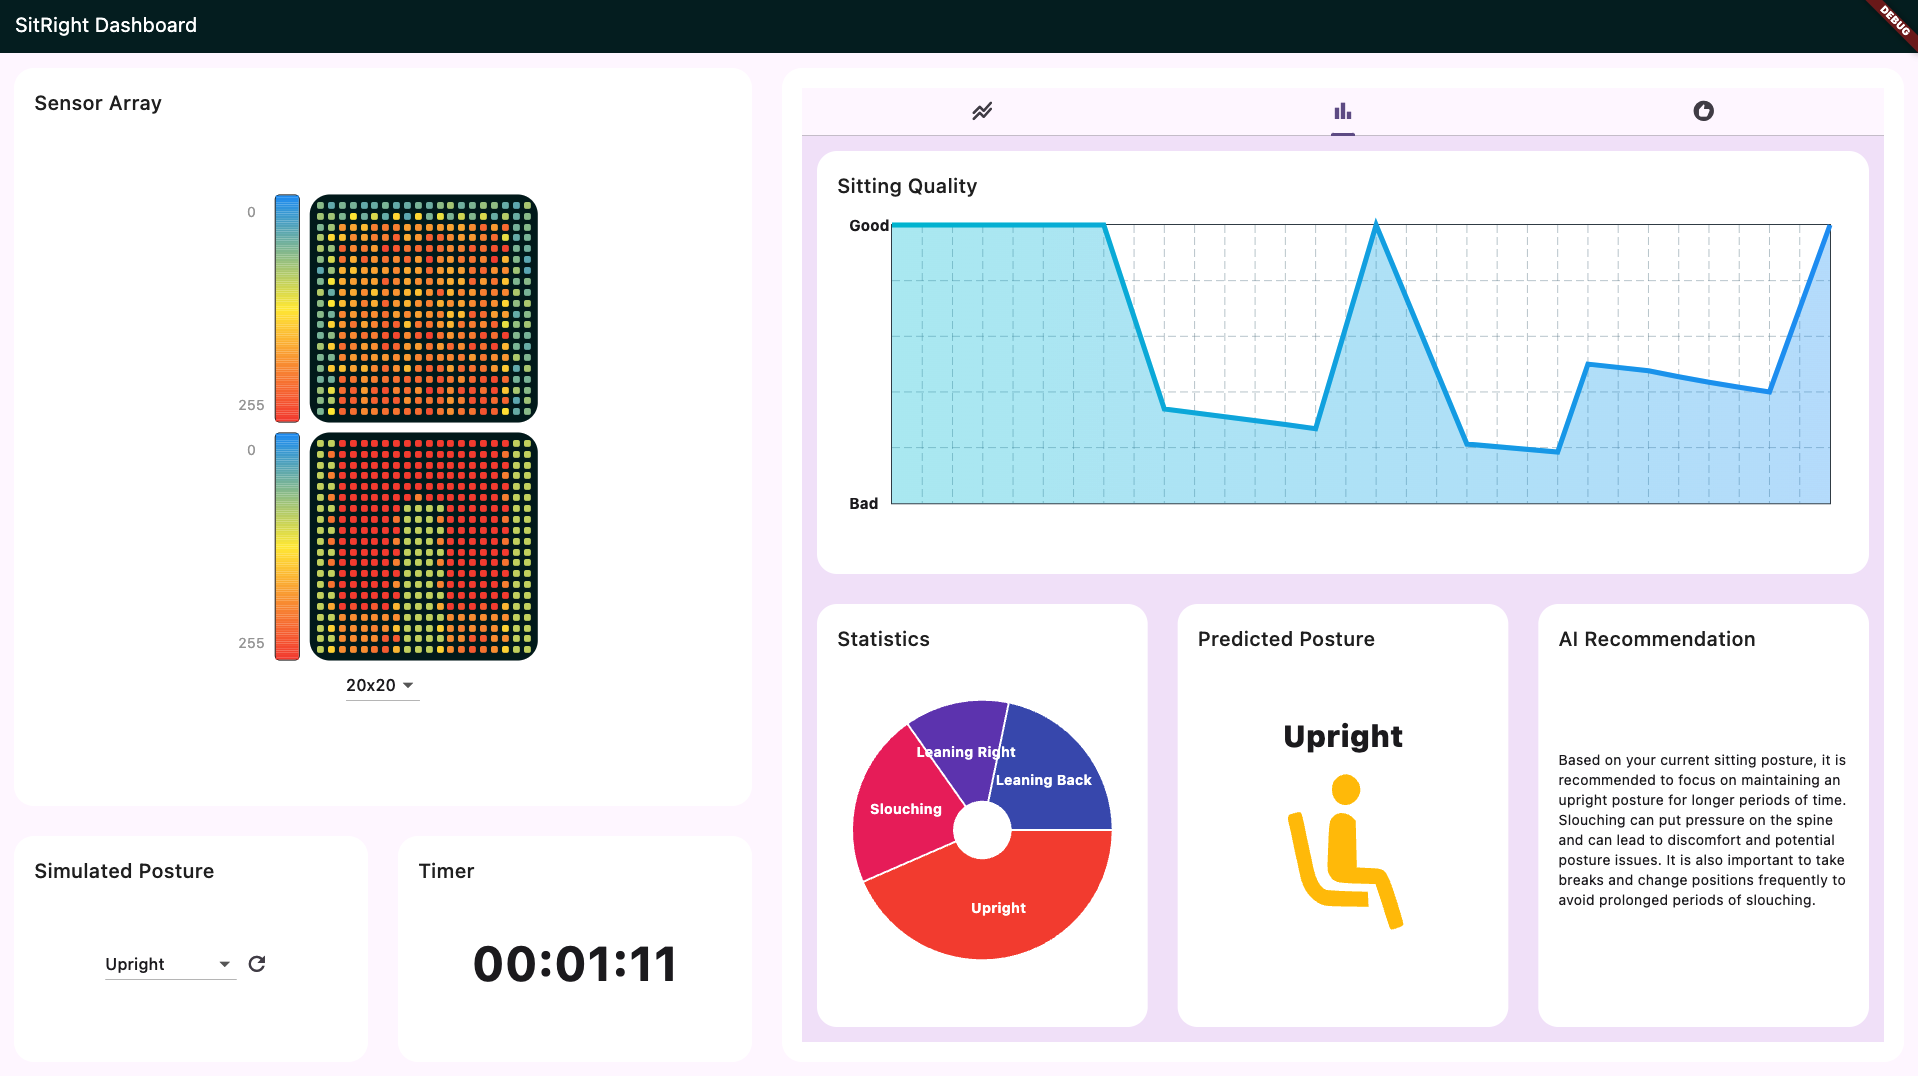 SitRight Dashboard
DEBUG
Sensor Array
0
255
0
255
20x20
Simulated Posture
Upright
Timer
00:01:11
Sitting Quality
Good
Bad
Statistics
Leaning Right
Leaning Back
Slouching
Upright
Predicted Posture
Upright
AI Recommendation
Based on your current sitting posture, it is
recommended to focus on maintaining an
upright posture for longer periods of time.
Slouching can put pressure on the spine
and can lead to discomfort and potential
posture issues. It is also important to take
breaks and change positions frequently to
avoid prolonged periods of slouching.